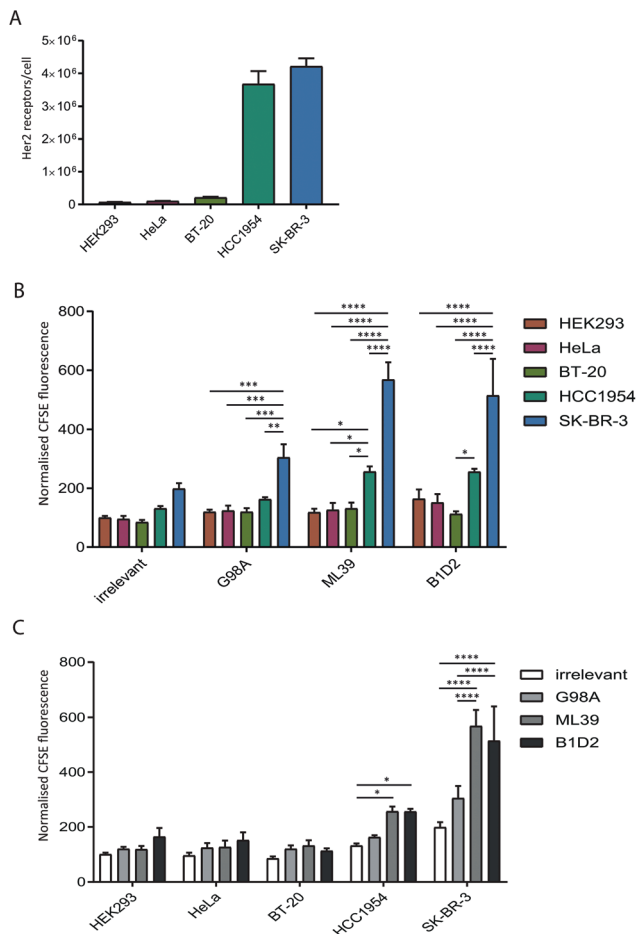 A
Her2 receptors/cell
5×10⁶
4×10⁶
3×10⁶
2×10⁶
1×10⁶
0
HEK293
HeLa
BT-20
HCC1954
SK-BR-3
B
Normalised CFSE fluorescence
800
600
400
200
0
***
***
***
**
****
****
****
****
*
*
*
****
****
****
****
*
irrelevant
G98A
ML39
B1D2
HEK293
HeLa
BT-20
HCC1954
SK-BR-3
C
Normalised CFSE fluorescence
800
600
400
200
0
*
*
****
****
****
****
HEK293
HeLa
BT-20
HCC1954
SK-BR-3
irrelevant
G98A
ML39
B1D2